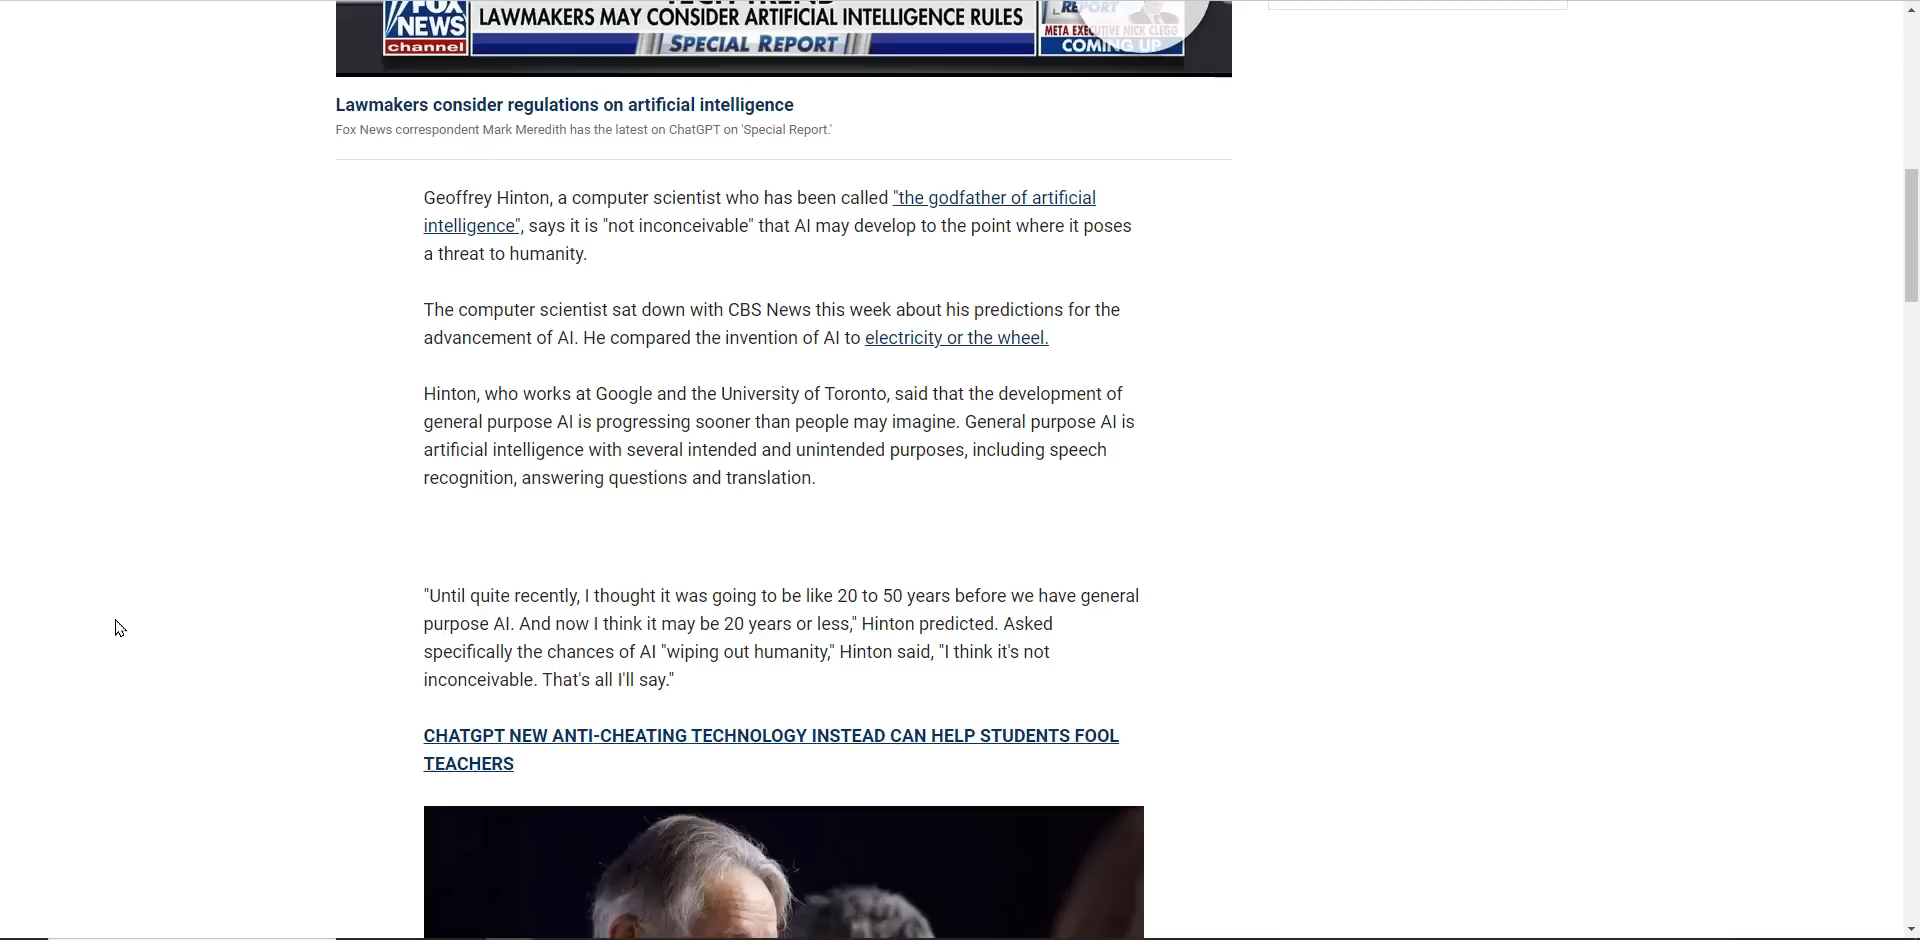 FOX
NEWS
channel
LAWMAKERS MAY CONSIDER ARTIFICIAL INTELLIGENCE RULES
SPECIAL REPORT
REPORT
META EXECUTIVE NICK CLEGG
COMING UP
Lawmakers consider regulations on artificial intelligence
Fox News correspondent Mark Meredith has the latest on ChatGPT on 'Special Report.'
Geoffrey Hinton, a computer scientist who has been called "the godfather of artificial
intelligence", says it is "not inconceivable" that AI may develop to the point where it poses
a threat to humanity.
The computer scientist sat down with CBS News this week about his predictions for the
advancement of AI. He compared the invention of AI to electricity or the wheel.
Hinton, who works at Google and the University of Toronto, said that the development of
general purpose AI is progressing sooner than people may imagine. General purpose AI is
artificial intelligence with several intended and unintended purposes, including speech
recognition, answering questions and translation.
"Until quite recently, I thought it was going to be like 20 to 50 years before we have general
purpose AI. And now I think it may be 20 years or less," Hinton predicted. Asked
specifically the chances of AI "wiping out humanity," Hinton said, "I think it's not
inconceivable. That's all I'll say."
CHATGPT NEW ANTI-CHEATING TECHNOLOGY INSTEAD CAN HELP STUDENTS FOOL
TEACHERS